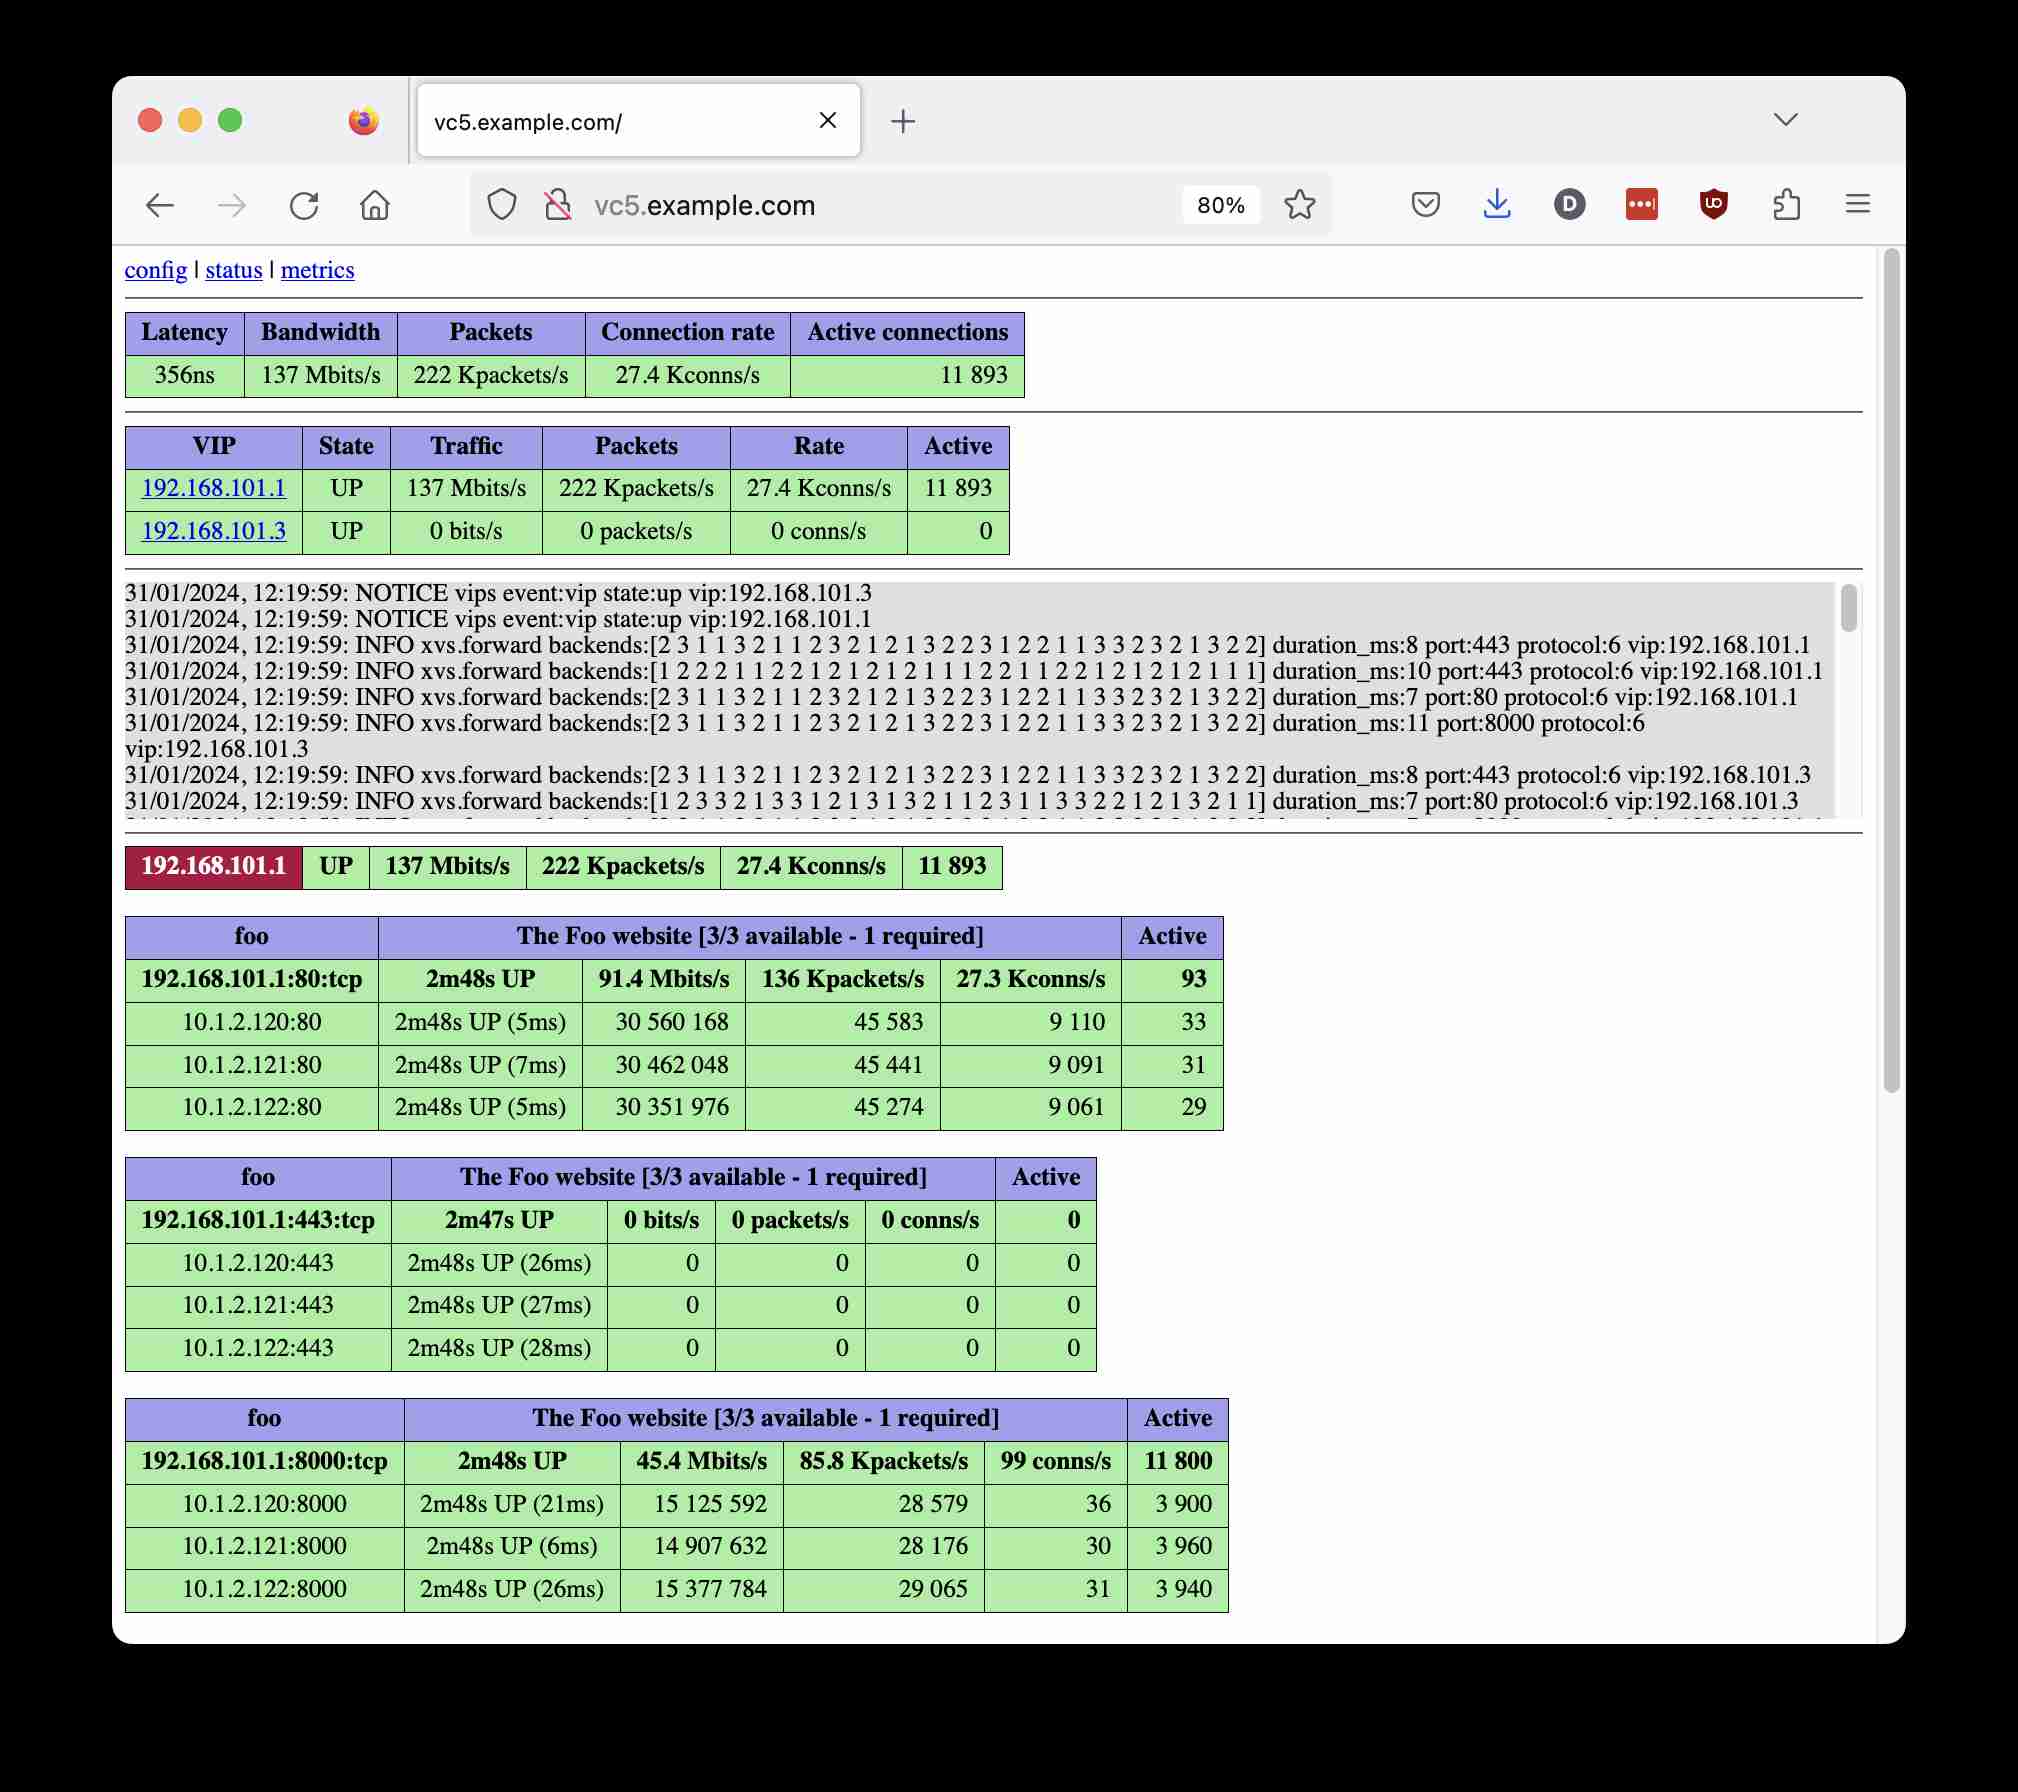 vc5.example.com/
vc5.example.com 80%
D
config | status | metrics
Latency Bandwidth Packets Connection rate Active connections
356ns 137 Mbits/s 222 Kpackets/s 27.4 Kconns/s 11 893
VIP State Traffic Packets Rate Active
192.168.101.1 UP 137 Mbits/s 222 Kpackets/s 27.4 Kconns/s 11 893
192.168.101.3 UP 0 bits/s 0 packets/s 0 conns/s 0
31/01/2024, 12:19:59: NOTICE vips event:vip state:up vip:192.168.101.3
31/01/2024, 12:19:59: NOTICE vips event:vip state:up vip:192.168.101.1
31/01/2024, 12:19:59: INFO xvs.forward backends:[2 3 1 1 3 2 1 1 2 3 2 1 2 1 3 2 2 3 1 2 2 1 1 3 3 2 3 2 1 3 2 2] duration_ms:8 port:443 protocol:6 vip:192.168.101.1
31/01/2024, 12:19:59: INFO xvs.forward backends:[1 2 2 2 1 1 2 2 1 2 1 2 1 2 1 1 1 2 2 1 1 2 2 1 2 1 2 1 2 1 1 1] duration_ms:10 port:443 protocol:6 vip:192.168.101.1
31/01/2024, 12:19:59: INFO xvs.forward backends:[2 3 1 1 3 2 1 1 2 3 2 1 2 1 3 2 2 3 1 2 2 1 1 3 3 2 3 2 1 3 2 2] duration_ms:7 port:80 protocol:6 vip:192.168.101.1
31/01/2024, 12:19:59: INFO xvs.forward backends:[2 3 1 1 3 2 1 1 2 3 2 1 2 1 3 2 2 3 1 2 2 1 1 3 3 2 3 2 1 3 2 2] duration_ms:11 port:8000 protocol:6
vip:192.168.101.3
31/01/2024, 12:19:59: INFO xvs.forward backends:[2 3 1 1 3 2 1 1 2 3 2 1 2 1 3 2 2 3 1 2 2 1 1 3 3 2 3 2 1 3 2 2] duration_ms:8 port:443 protocol:6 vip:192.168.101.3
31/01/2024, 12:19:59: INFO xvs.forward backends:[1 2 3 3 2 1 3 3 1 2 1 3 1 3 2 1 1 2 3 1 1 3 3 2 2 1 2 1 3 2 1 1] duration_ms:7 port:80 protocol:6 vip:192.168.101.3
192.168.101.1 UP 137 Mbits/s 222 Kpackets/s 27.4 Kconns/s 11 893
foo The Foo website [3/3 available - 1 required] Active
192.168.101.1:80:tcp 2m48s UP 91.4 Mbits/s 136 Kpackets/s 27.3 Kconns/s 93
10.1.2.120:80 2m48s UP (5ms) 30 560 168 45 583 9 110 33
10.1.2.121:80 2m48s UP (7ms) 30 462 048 45 441 9 091 31
10.1.2.122:80 2m48s UP (5ms) 30 351 976 45 274 9 061 29
foo The Foo website [3/3 available - 1 required] Active
192.168.101.1:443:tcp 2m47s UP 0 bits/s 0 packets/s 0 conns/s 0
10.1.2.120:443 2m48s UP (26ms) 0 0 0 0
10.1.2.121:443 2m48s UP (27ms) 0 0 0 0
10.1.2.122:443 2m48s UP (28ms) 0 0 0 0
foo The Foo website [3/3 available - 1 required] Active
192.168.101.1:8000:tcp 2m48s UP 45.4 Mbits/s 85.8 Kpackets/s 99 conns/s 11 800
10.1.2.120:8000 2m48s UP (21ms) 15 125 592 28 579 36 3 900
10.1.2.121:8000 2m48s UP (6ms) 14 907 632 28 176 30 3 960
10.1.2.122:8000 2m48s UP (26ms) 15 377 784 29 065 31 3 940